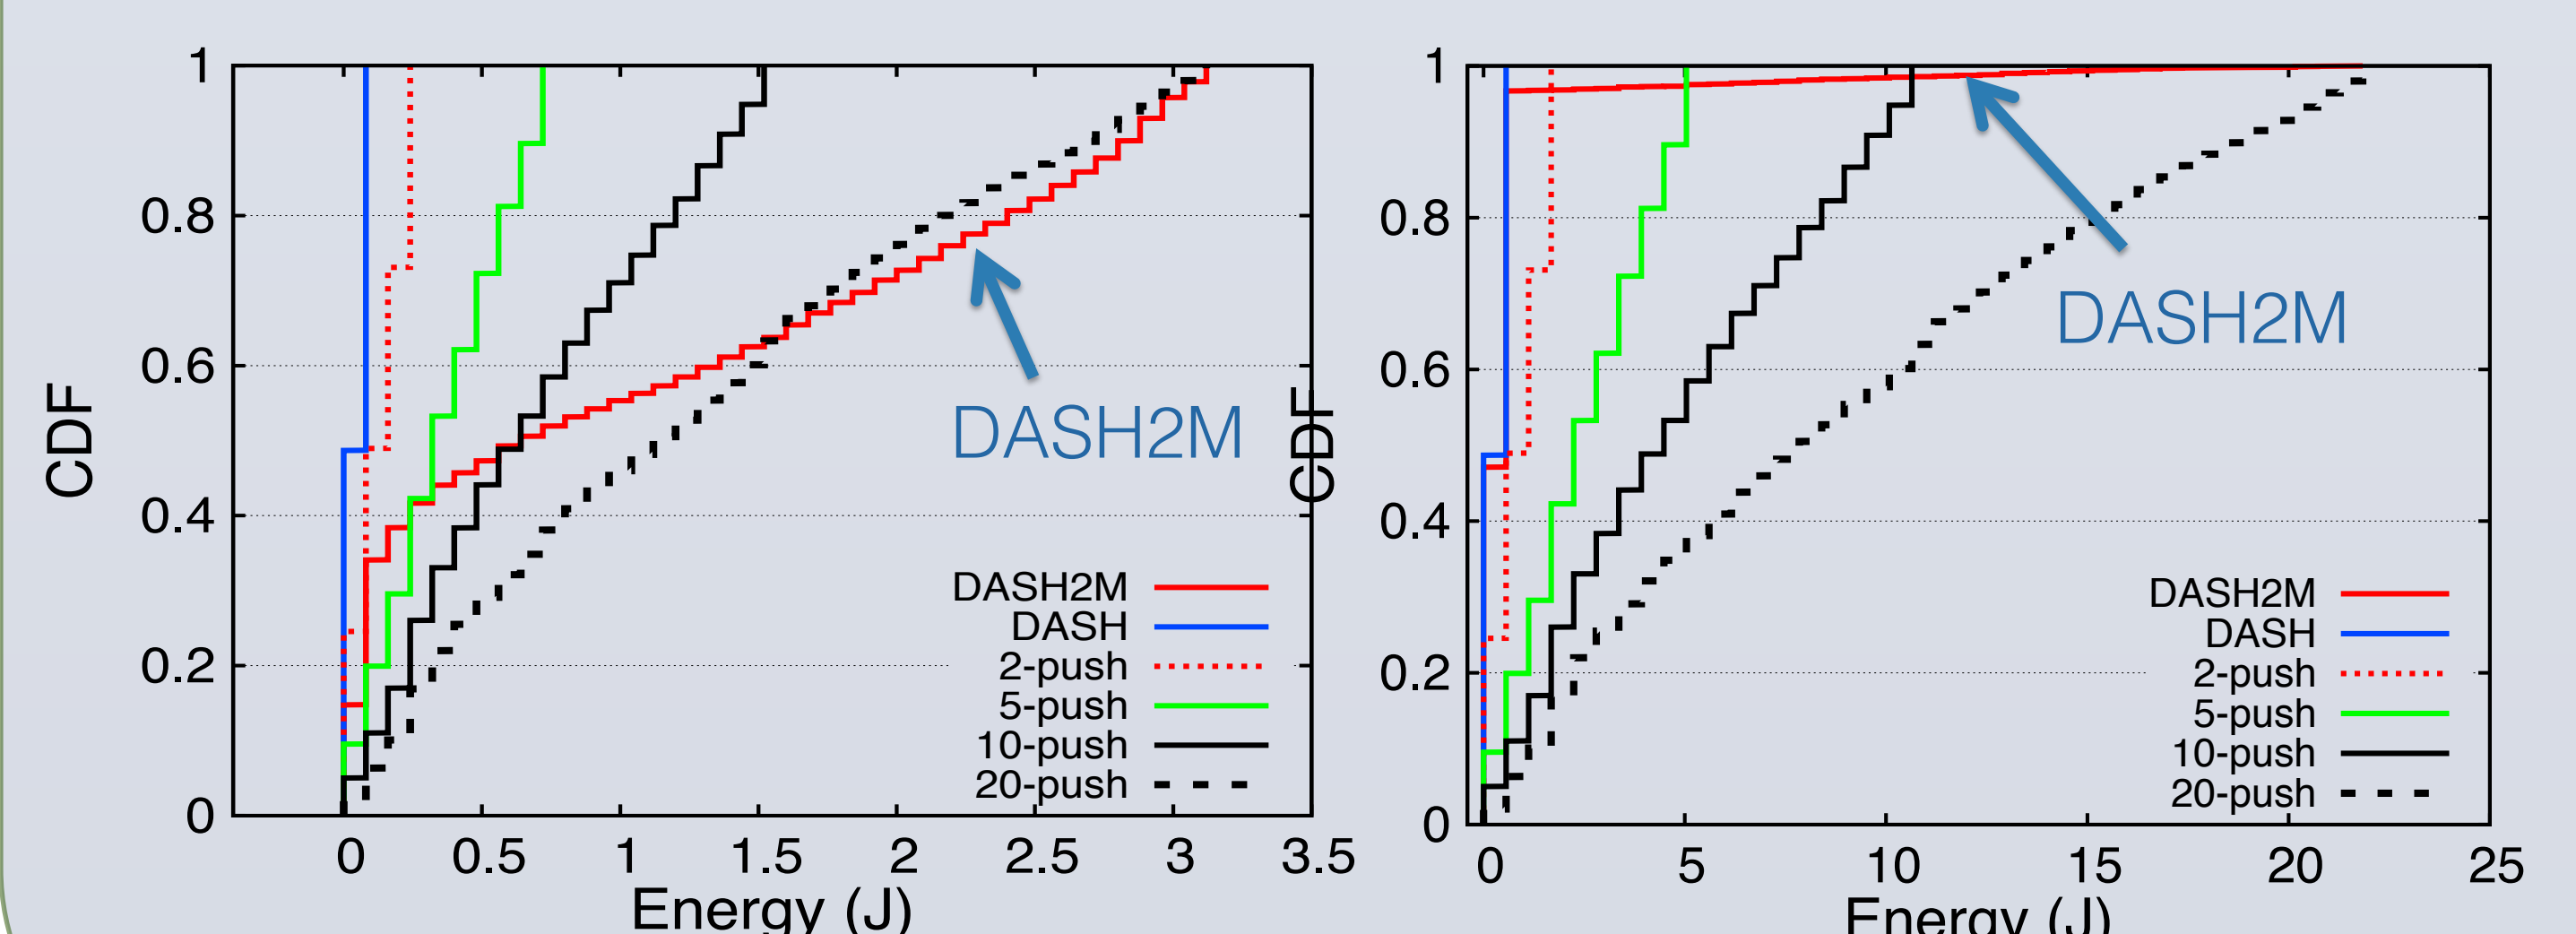 1
0.8
0.6
0.4
0.2
0
CDF
DASH2M
DASH2M
DASH
2-push
5-push
10-push
20-push
0 0.5 1 1.5 2 2.5 3 3.5
Energy (J)
1
0.8
0.6
0.4
0.2
0
CDF
DASH2M
DASH2M
DASH
2-push
5-push
10-push
20-push
0 5 10 15 20 25
Energy (J)